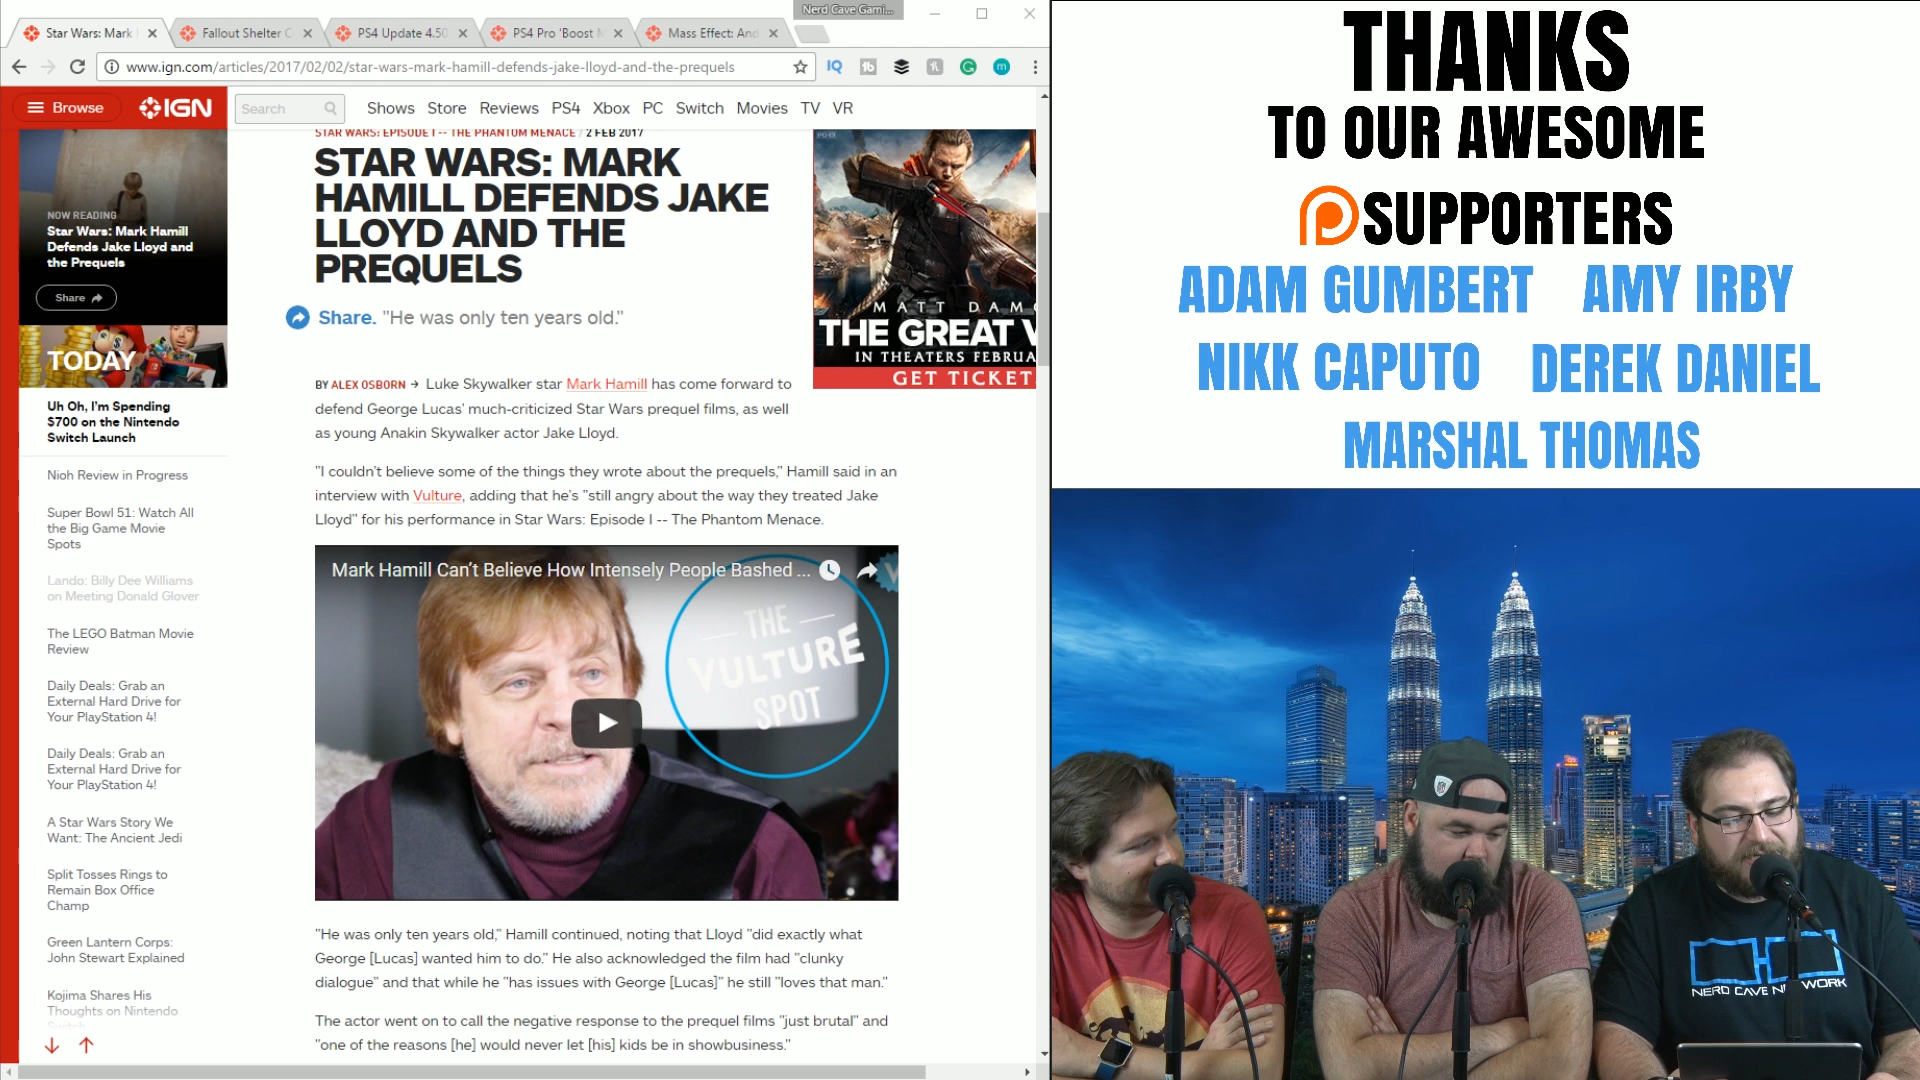 Nerd Cave Gami...
Star Wars: Mark
Fallout Shelter C
PS4 Update 4.50
PS4 Pro 'Boost M
Mass Effect: And
www.ign.com/articles/2017/02/02/star-wars-mark-hamill-defends-jake-lloyd-and-the-prequels
Browse
IGN
Search
Shows Store Reviews PS4 Xbox PC Switch Movies TV VR
NOW READING
Star Wars: Mark Hamill
Defends Jake Lloyd and
the Prequels
Share
TODAY
Uh Oh, I'm Spending
$700 on the Nintendo
Switch Launch
Nioh Review in Progress
Super Bowl 51: Watch All
the Big Game Movie
Spots
Lando: Billy Dee Williams
on Meeting Donald Glover
The LEGO Batman Movie
Review
Daily Deals: Grab an
External Hard Drive for
Your PlayStation 4!
Daily Deals: Grab an
External Hard Drive for
Your PlayStation 4!
A Star Wars Story We
Want: The Ancient Jedi
Split Tosses Rings to
Remain Box Office
Champ
Green Lantern Corps:
John Stewart Explained
Kojima Shares His
Thoughts on Nintendo
Switch
STAR WARS: EPISODE I -- THE PHANTOM MENACE / 2 FEB 2017
STAR WARS: MARK
HAMILL DEFENDS JAKE
LLOYD AND THE
PREQUELS
Share. "He was only ten years old."
BY ALEX OSBORN → Luke Skywalker star Mark Hamill has come forward to
defend George Lucas' much-criticized Star Wars prequel films, as well
as young Anakin Skywalker actor Jake Lloyd.
"I couldn't believe some of the things they wrote about the prequels," Hamill said in an
interview with Vulture, adding that he's "still angry about the way they treated Jake
Lloyd" for his performance in Star Wars: Episode I -- The Phantom Menace.
Mark Hamill Can't Believe How Intensely People Bashed ...
THE
VULTURE
SPOT
"He was only ten years old," Hamill continued, noting that Lloyd "did exactly what
George [Lucas] wanted him to do." He also acknowledged the film had "clunky
dialogue" and that while he "has issues with George [Lucas]" he still "loves that man."
The actor went on to call the negative response to the prequel films "just brutal" and
"one of the reasons [he] would never let [his] kids be in showbusiness."
MATT DAMO
THE GREAT W
IN THEATERS FEBRUA
GET TICKET
THANKS
TO OUR AWESOME
SUPPORTERS
ADAM GUMBERT AMY IRBY
NIKK CAPUTO DEREK DANIEL
MARSHAL THOMAS
NERD CAVE NETWORK